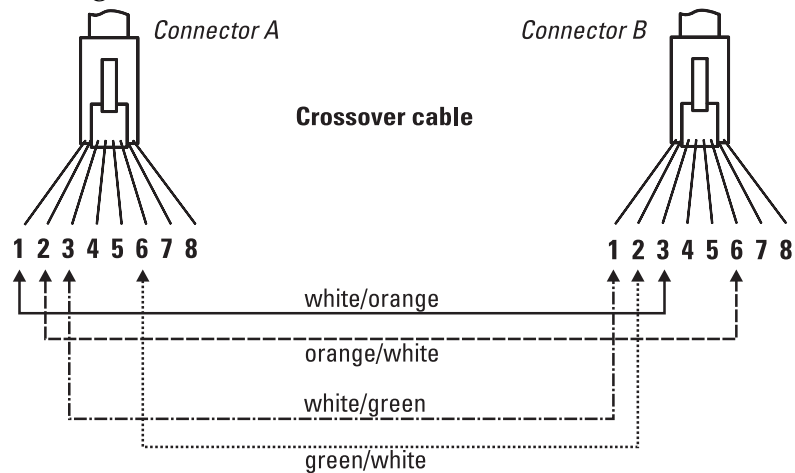 Connector A Connector B
Crossover cable
1 2 3 4 5 6 7 8 1 2 3 4 5 6 7 8
white/orange
orange/white
white/green
green/white